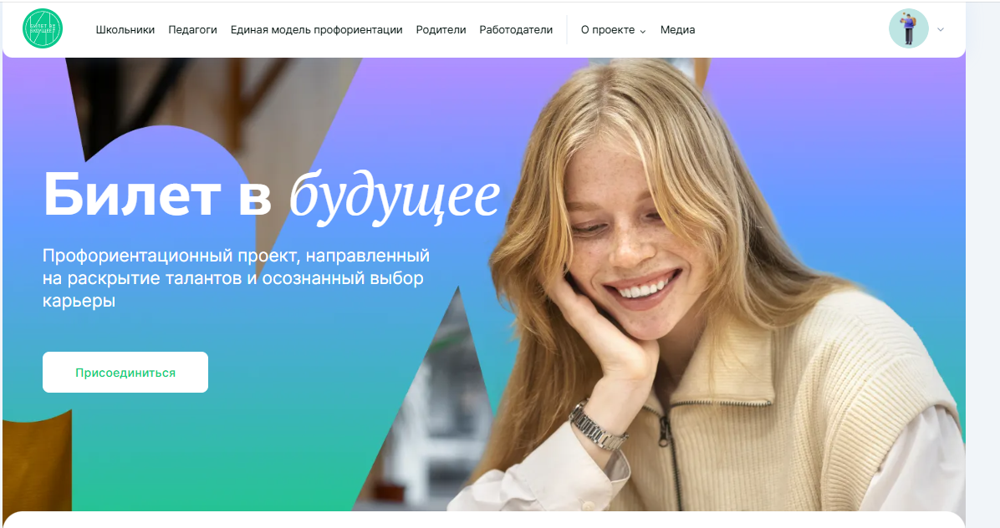 БИЛЕТ В
БУДУЩЕЕ
Школьники Педагоги Единая модель профориентации Родители Работодатели О проекте Медиа
Билет в будущее
Профориентационный проект, направленный
на раскрытие талантов и осознанный выбор
карьеры
Присоединиться